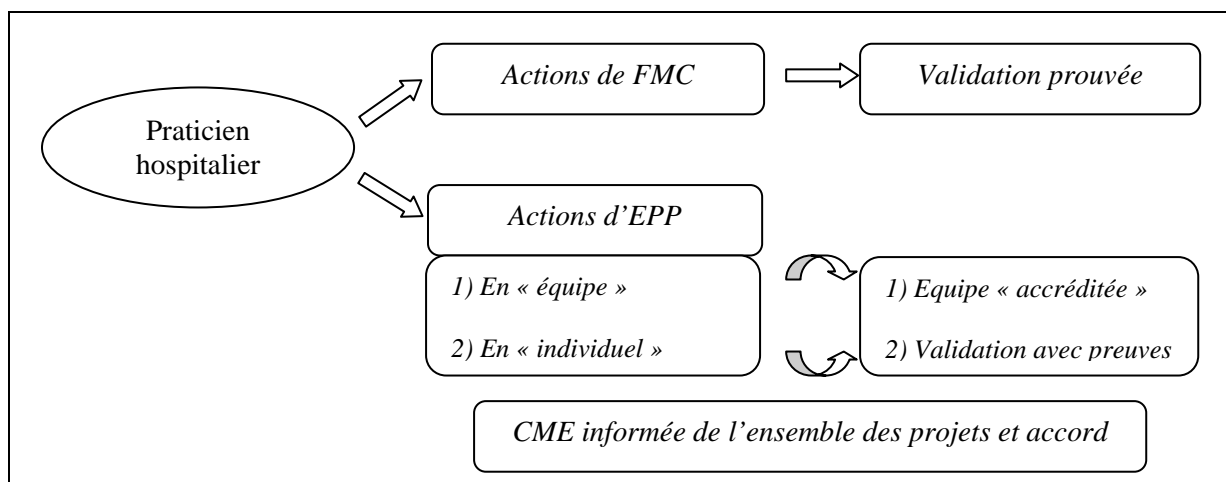 Praticien
hospitalier
Actions de FMC
Validation prouvée
Actions d’EPP
1) En « équipe »
2) En « individuel »
1) Equipe « accréditée »
2) Validation avec preuves
CME informée de l’ensemble des projets et accord